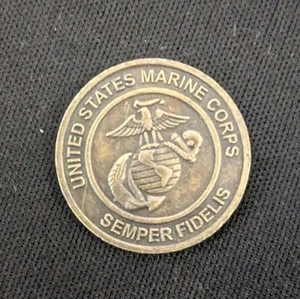 UNITED STATES MARINE CORPS
SEMPER FIDELIS